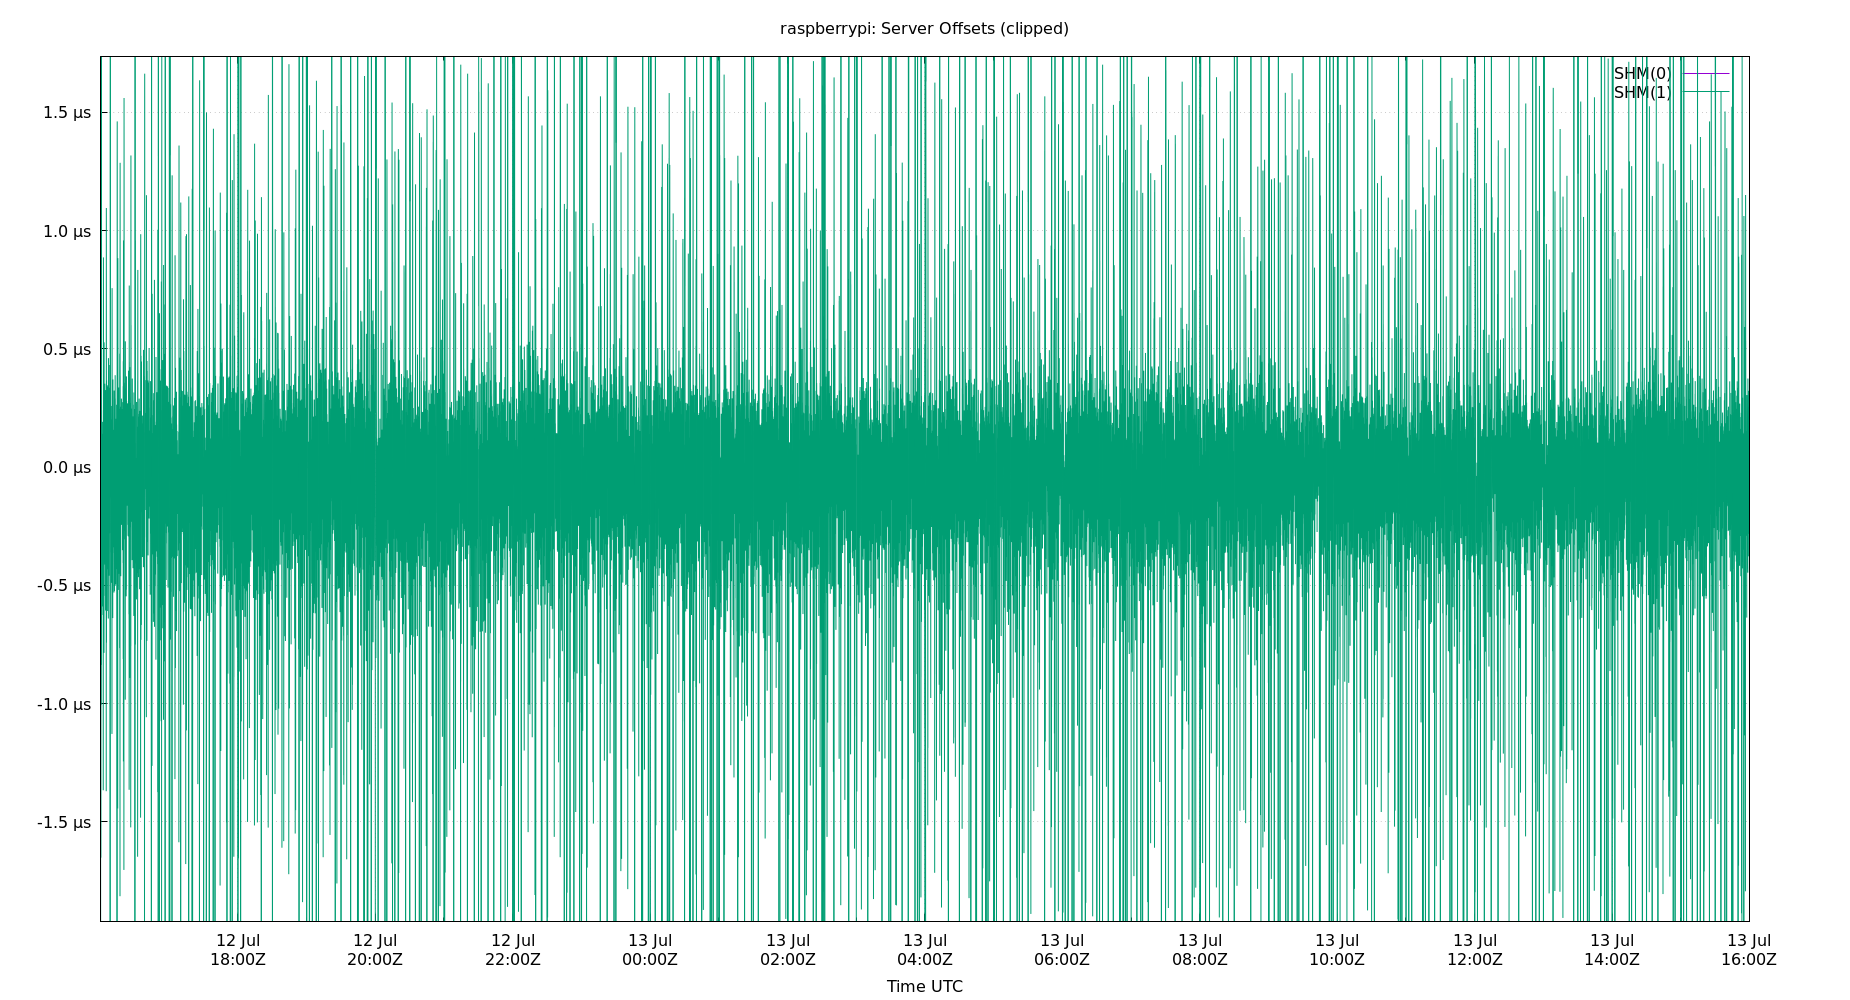 raspberrypi: Server Offsets (clipped)
SHM(0)
SHM(1)
1.5 µs
1.0 µs
0.5 µs
0.0 µs
-0.5 µs
-1.0 µs
-1.5 µs
12 Jul 12 Jul 12 Jul 13 Jul 13 Jul 13 Jul 13 Jul 13 Jul 13 Jul 13 Jul 13 Jul 13 Jul
18:00Z 20:00Z 22:00Z 00:00Z 02:00Z 04:00Z 06:00Z 08:00Z 10:00Z 12:00Z 14:00Z 16:00Z
Time UTC